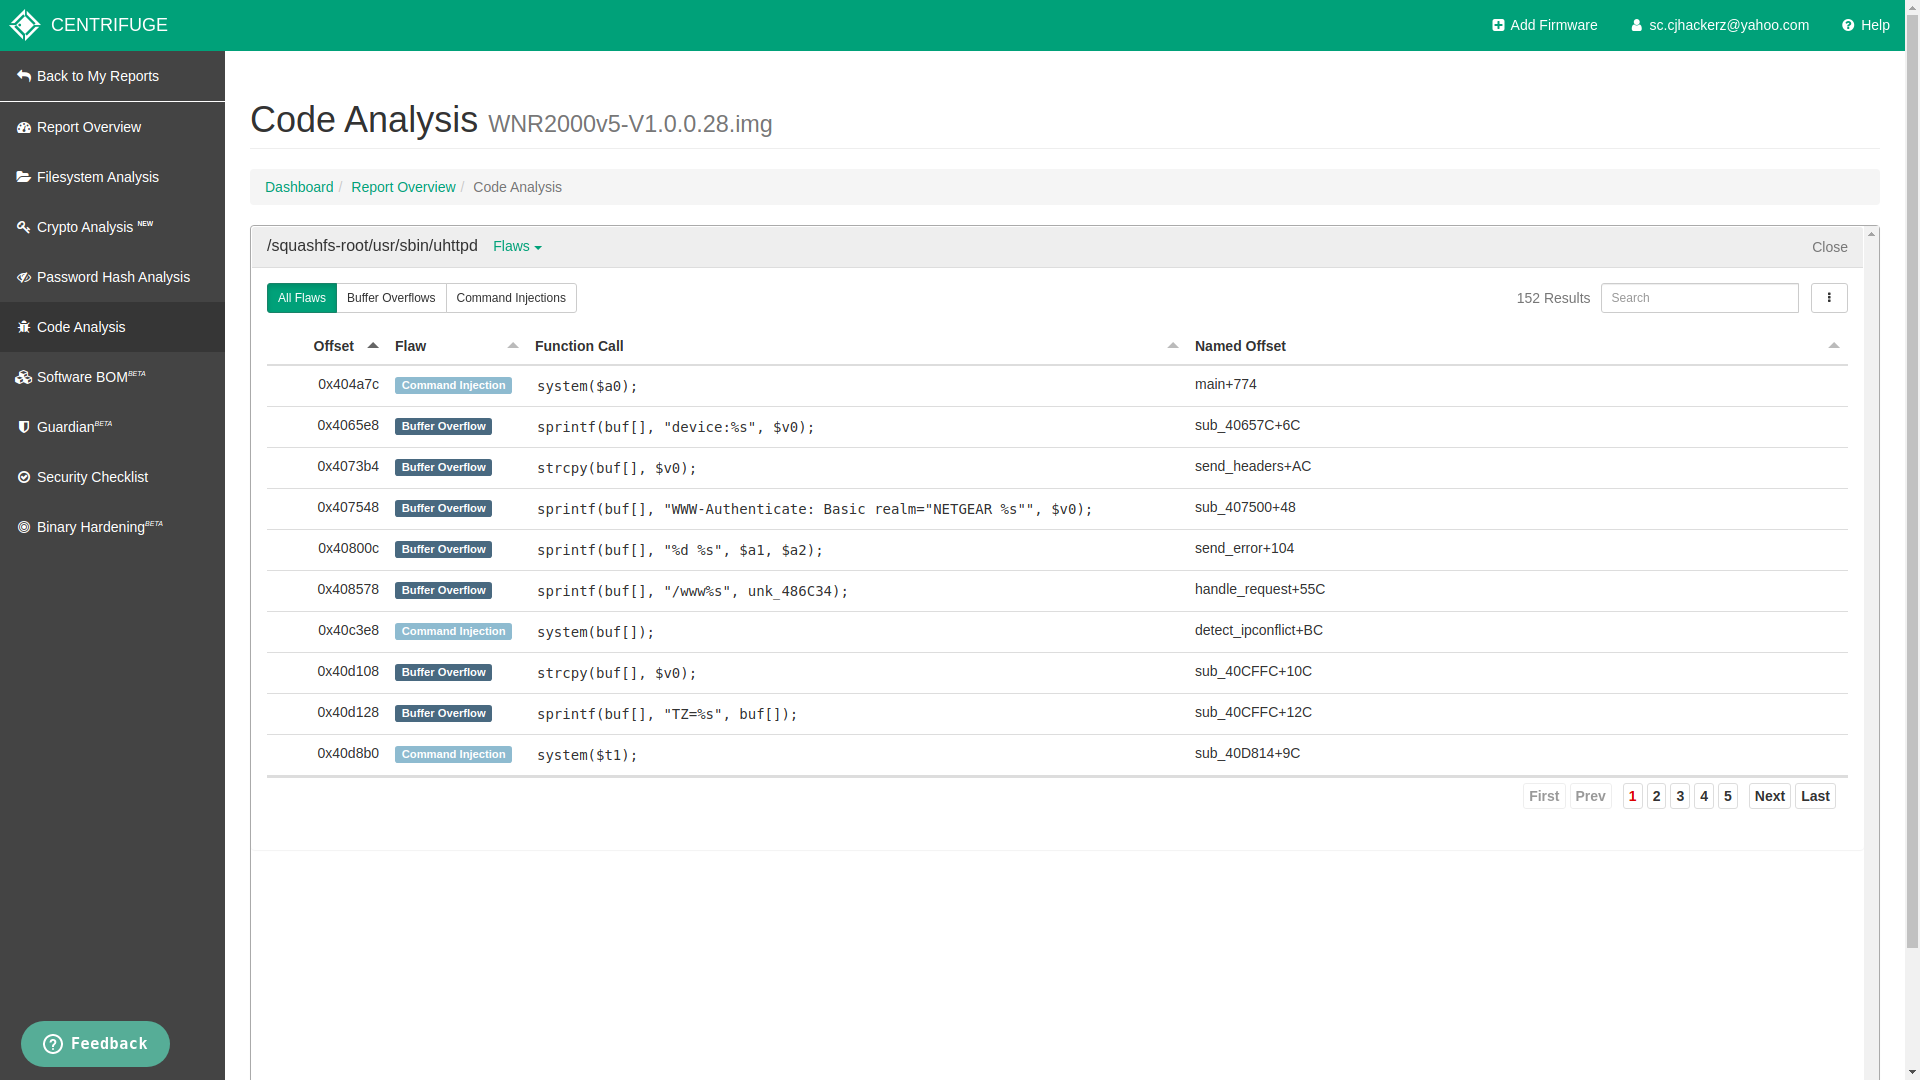 CENTRIFUGE
Add Firmware
sc.cjhackerz@yahoo.com
Help
Back to My Reports
Report Overview
Filesystem Analysis
Crypto Analysis NEW
Password Hash Analysis
Code Analysis
Software BOM BETA
Guardian BETA
Security Checklist
Binary Hardening BETA
Feedback
Code Analysis WNR2000v5-V1.0.0.28.img
Dashboard / Report Overview / Code Analysis
/squashfs-root/usr/sbin/uhttpd Flaws Close
All Flaws Buffer Overflows Command Injections 152 Results Search
Offset Flaw Function Call Named Offset
0x404a7c Command Injection system($a0); main+774
0x4065e8 Buffer Overflow sprintf(buf[], "device:%s", $v0); sub_40657C+6C
0x4073b4 Buffer Overflow strcpy(buf[], $v0); send_headers+AC
0x407548 Buffer Overflow sprintf(buf[], "WWW-Authenticate: Basic realm="NETGEAR %s"", $v0); sub_407500+48
0x40800c Buffer Overflow sprintf(buf[], "%d %s", $a1, $a2); send_error+104
0x408578 Buffer Overflow sprintf(buf[], "/www%s", unk_486C34); handle_request+55C
0x40c3e8 Command Injection system(buf[]); detect_ipconflict+BC
0x40d108 Buffer Overflow strcpy(buf[], $v0); sub_40CFFC+10C
0x40d128 Buffer Overflow sprintf(buf[], "TZ=%s", buf[]); sub_40CFFC+12C
0x40d8b0 Command Injection system($t1); sub_40D814+9C
First Prev 1 2 3 4 5 Next Last